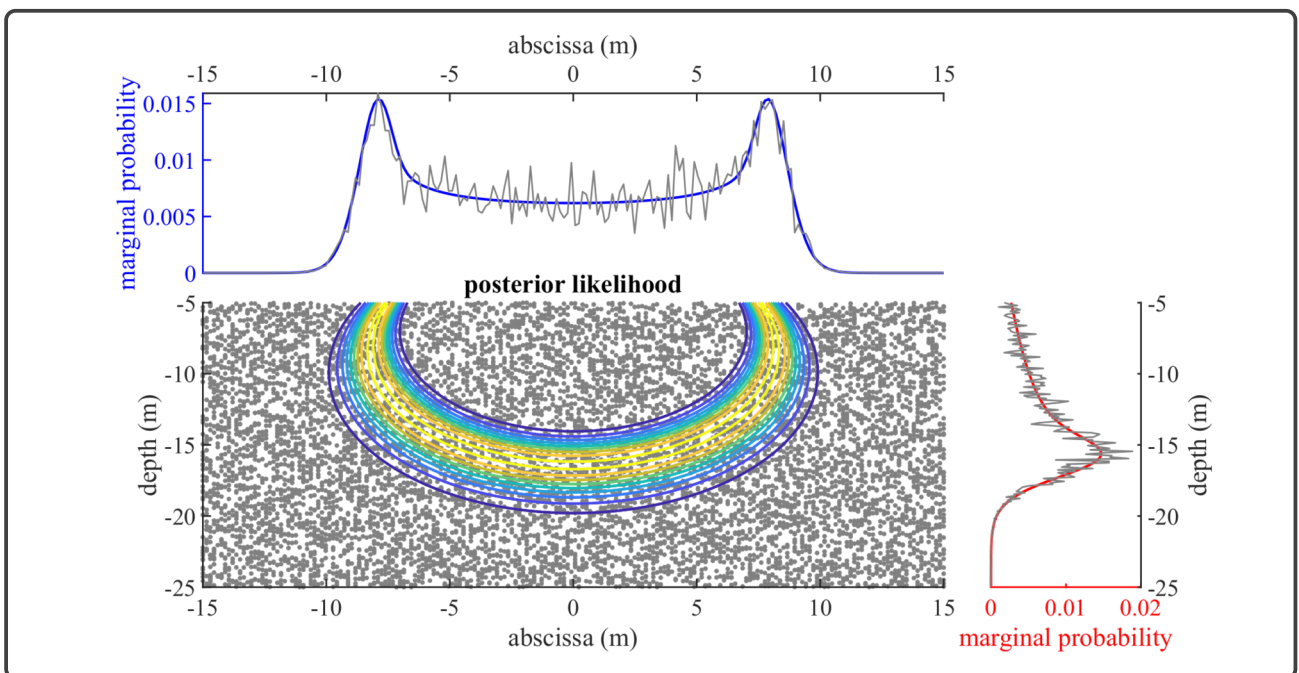 abscissa (m)
-15 -10 -5 0 5 10 15
marginal probability
0.015
0.01
0.005
0
posterior likelihood
depth (m)
-5
-10
-15
-20
-25
-15 -10 -5 0 5 10 15
abscissa (m)
-5
-10
-15
-20
-25
depth (m)
0 0.01 0.02
marginal probability